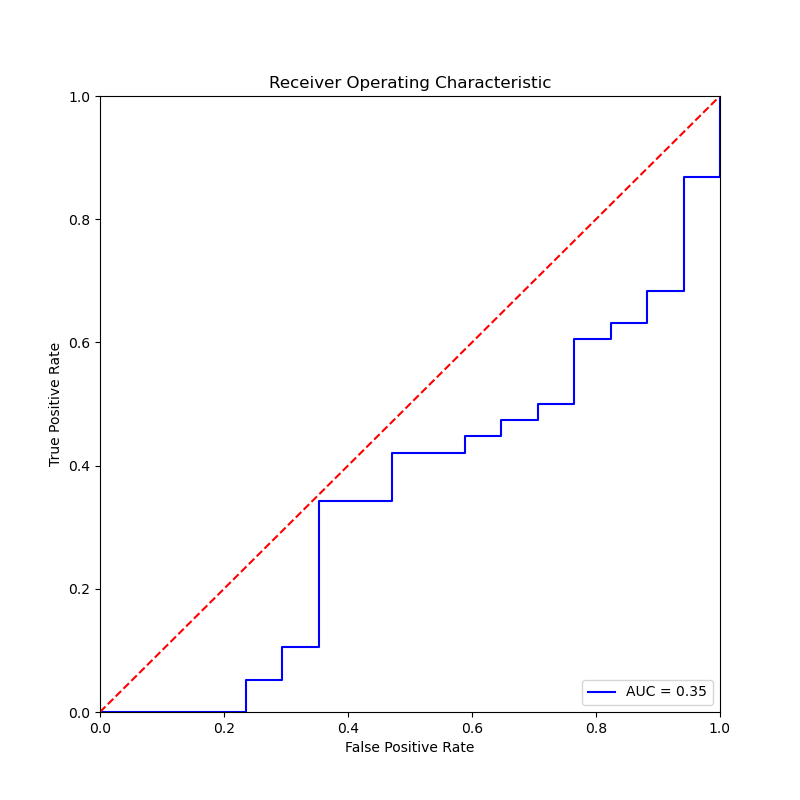 Receiver Operating Characteristic
1.0
0.8
0.6
0.4
0.2
0.0
True Positive Rate
AUC = 0.35
0.0 0.2 0.4 0.6 0.8 1.0
False Positive Rate